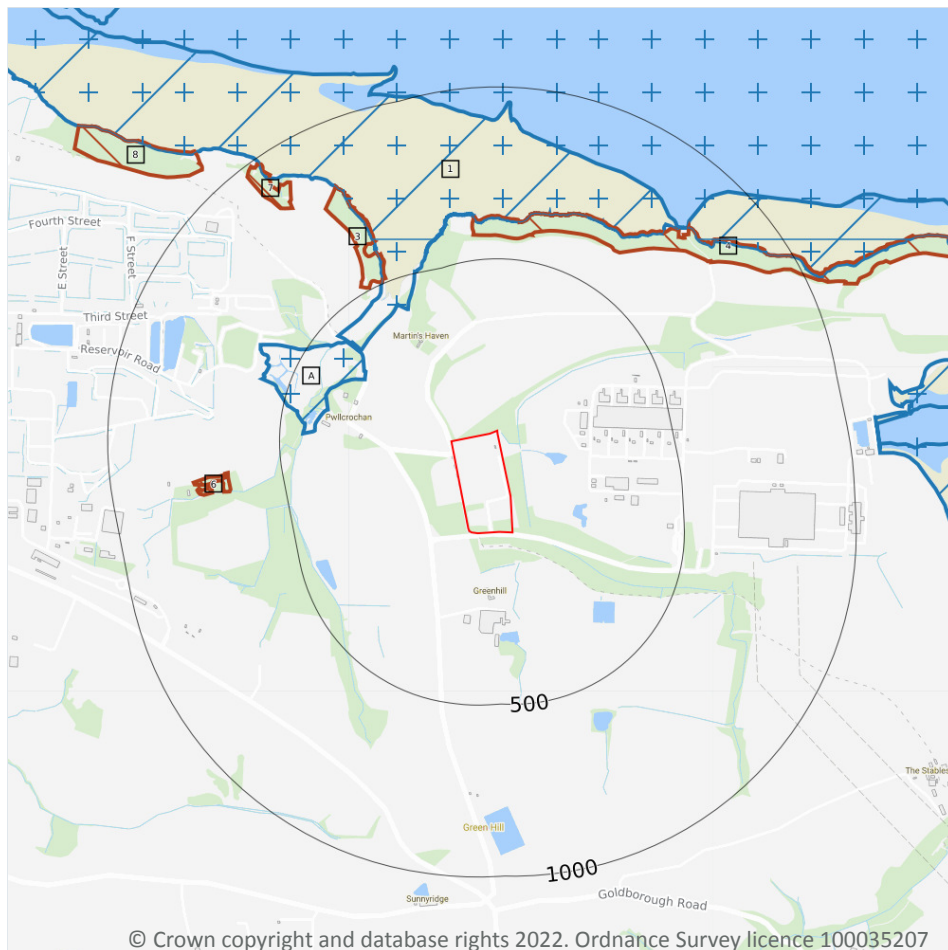 1
8
7
Fourth Street
3
4
E Street
F Street
Third Street
Martin's Haven
Reservoir Road
A
Pwllcrochan
6
Greenhill
500
The Stables
Green Hill
1000
Sunnyridge
Goldborough Road
© Crown copyright and database rights 2022. Ordnance Survey licence 100035207